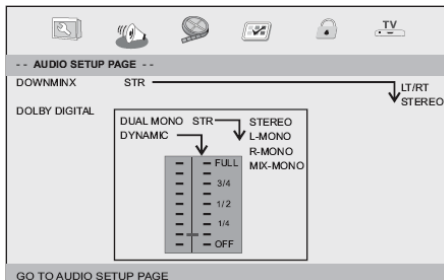 TV
-- AUDIO SETUP PAGE --
DOWNMINX STR LT/RT
STEREO
DOLBY DIGITAL
DUAL MONO STR STEREO
DYNAMIC L-MONO
R-MONO
MIX-MONO
FULL
3/4
1/2
1/4
OFF
GO TO AUDIO SETUP PAGE